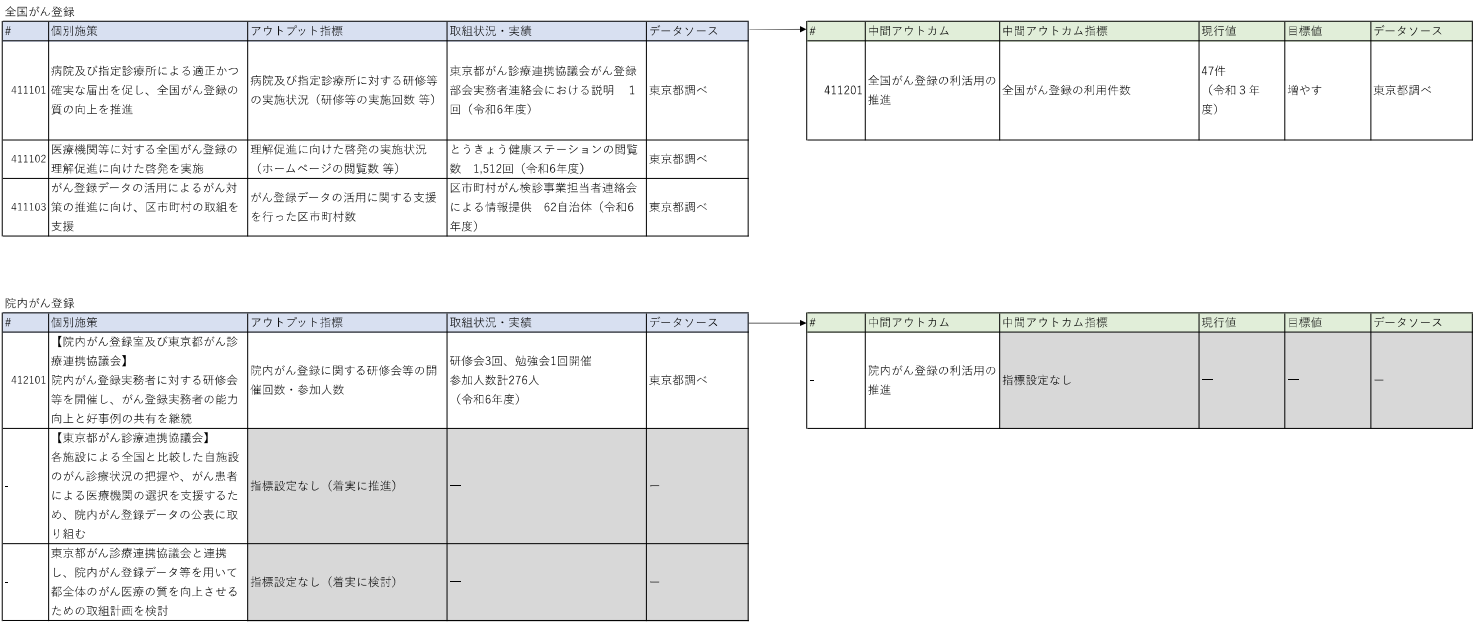 全国がん登録
# 個別施策 アウトプット指標 取組状況・実績 データソース
411101
病院及び指定診療所による適正かつ
確実な届出を促し、全国がん登録の
質の向上を推進
病院及び指定診療所に対する研修等
の実施状況（研修等の実施回数 等）
東京都がん診療連携協議会がん登録
部会実務者連絡会における説明　1
回（令和6年度）
東京都調べ
411102
医療機関等に対する全国がん登録の
理解促進に向けた啓発を実施
理解促進に向けた啓発の実施状況
（ホームページの閲覧数 等）
とうきょう健康ステーションの閲覧
数　1,512回（令和6年度）
東京都調べ
411103
がん登録データの活用によるがん対
策の推進に向け、区市町村の取組を
支援
がん登録データの活用に関する支援
を行った区市町村数
区市町村がん検診事業担当者連絡会
による情報提供　62自治体（令和6
年度）
東京都調べ
# 中間アウトカム 中間アウトカム指標 現行値 目標値 データソース
411201
全国がん登録の利活用の
推進
全国がん登録の利用件数
47件
（令和３年
度）
増やす
東京都調べ
院内がん登録
# 個別施策 アウトプット指標 取組状況・実績 データソース
412101
【院内がん登録室及び東京都がん診
療連携協議会】
院内がん登録実務者に対する研修会
等を開催し、がん登録実務者の能力
向上と好事例の共有を継続
院内がん登録に関する研修会等の開
催回数・参加人数
研修会3回、勉強会1回開催
参加人数計276人
（令和6年度）
東京都調べ
-
【東京都がん診療連携協議会】
各施設による全国と比較した自施設
のがん診療状況の把握や、がん患者
による医療機関の選択を支援するた
め、院内がん登録データの公表に取
り組む
指標設定なし（着実に推進）
―
―
-
東京都がん診療連携協議会と連携
し、院内がん登録データ等を用いて
都全体のがん医療の質を向上させる
ための取組計画を検討
指標設定なし（着実に検討）
―
―
# 中間アウトカム 中間アウトカム指標 現行値 目標値 データソース
-
院内がん登録の利活用の
推進
指標設定なし
―
―
―